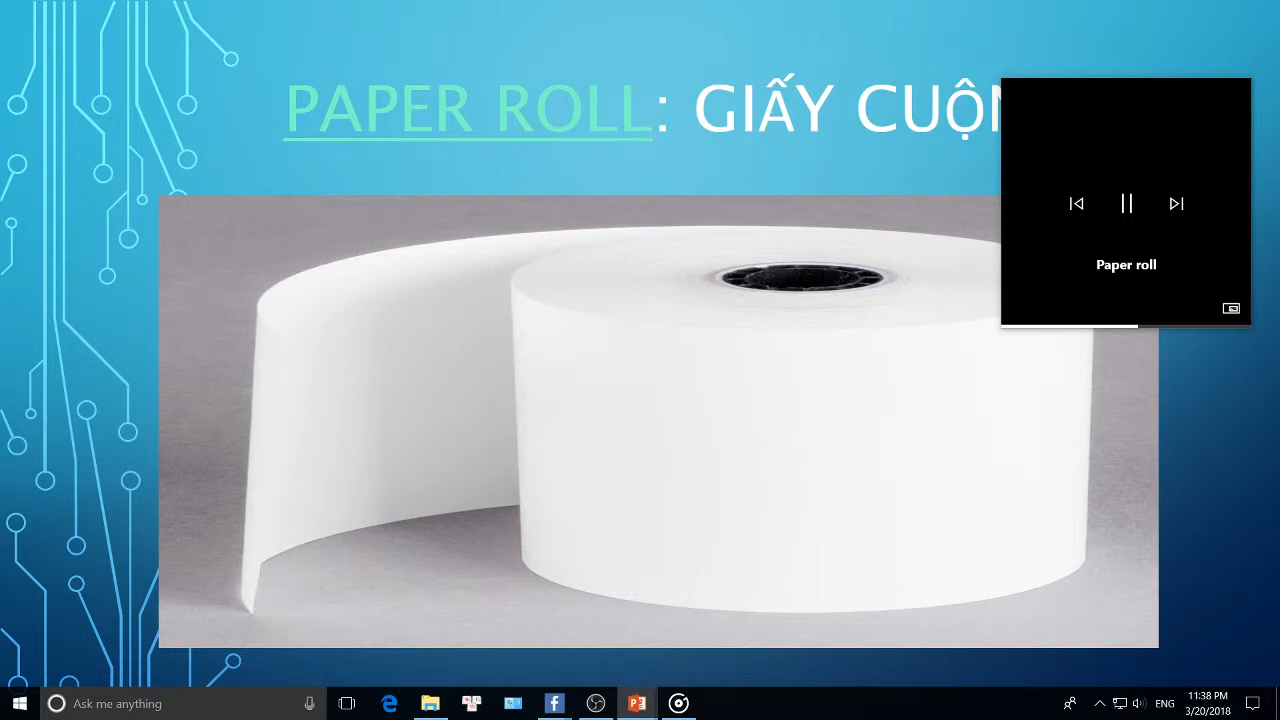 PAPER ROLL: GIẤY CUỘN
Paper roll
Ask me anything
ENG
11:38 PM
3/20/2018